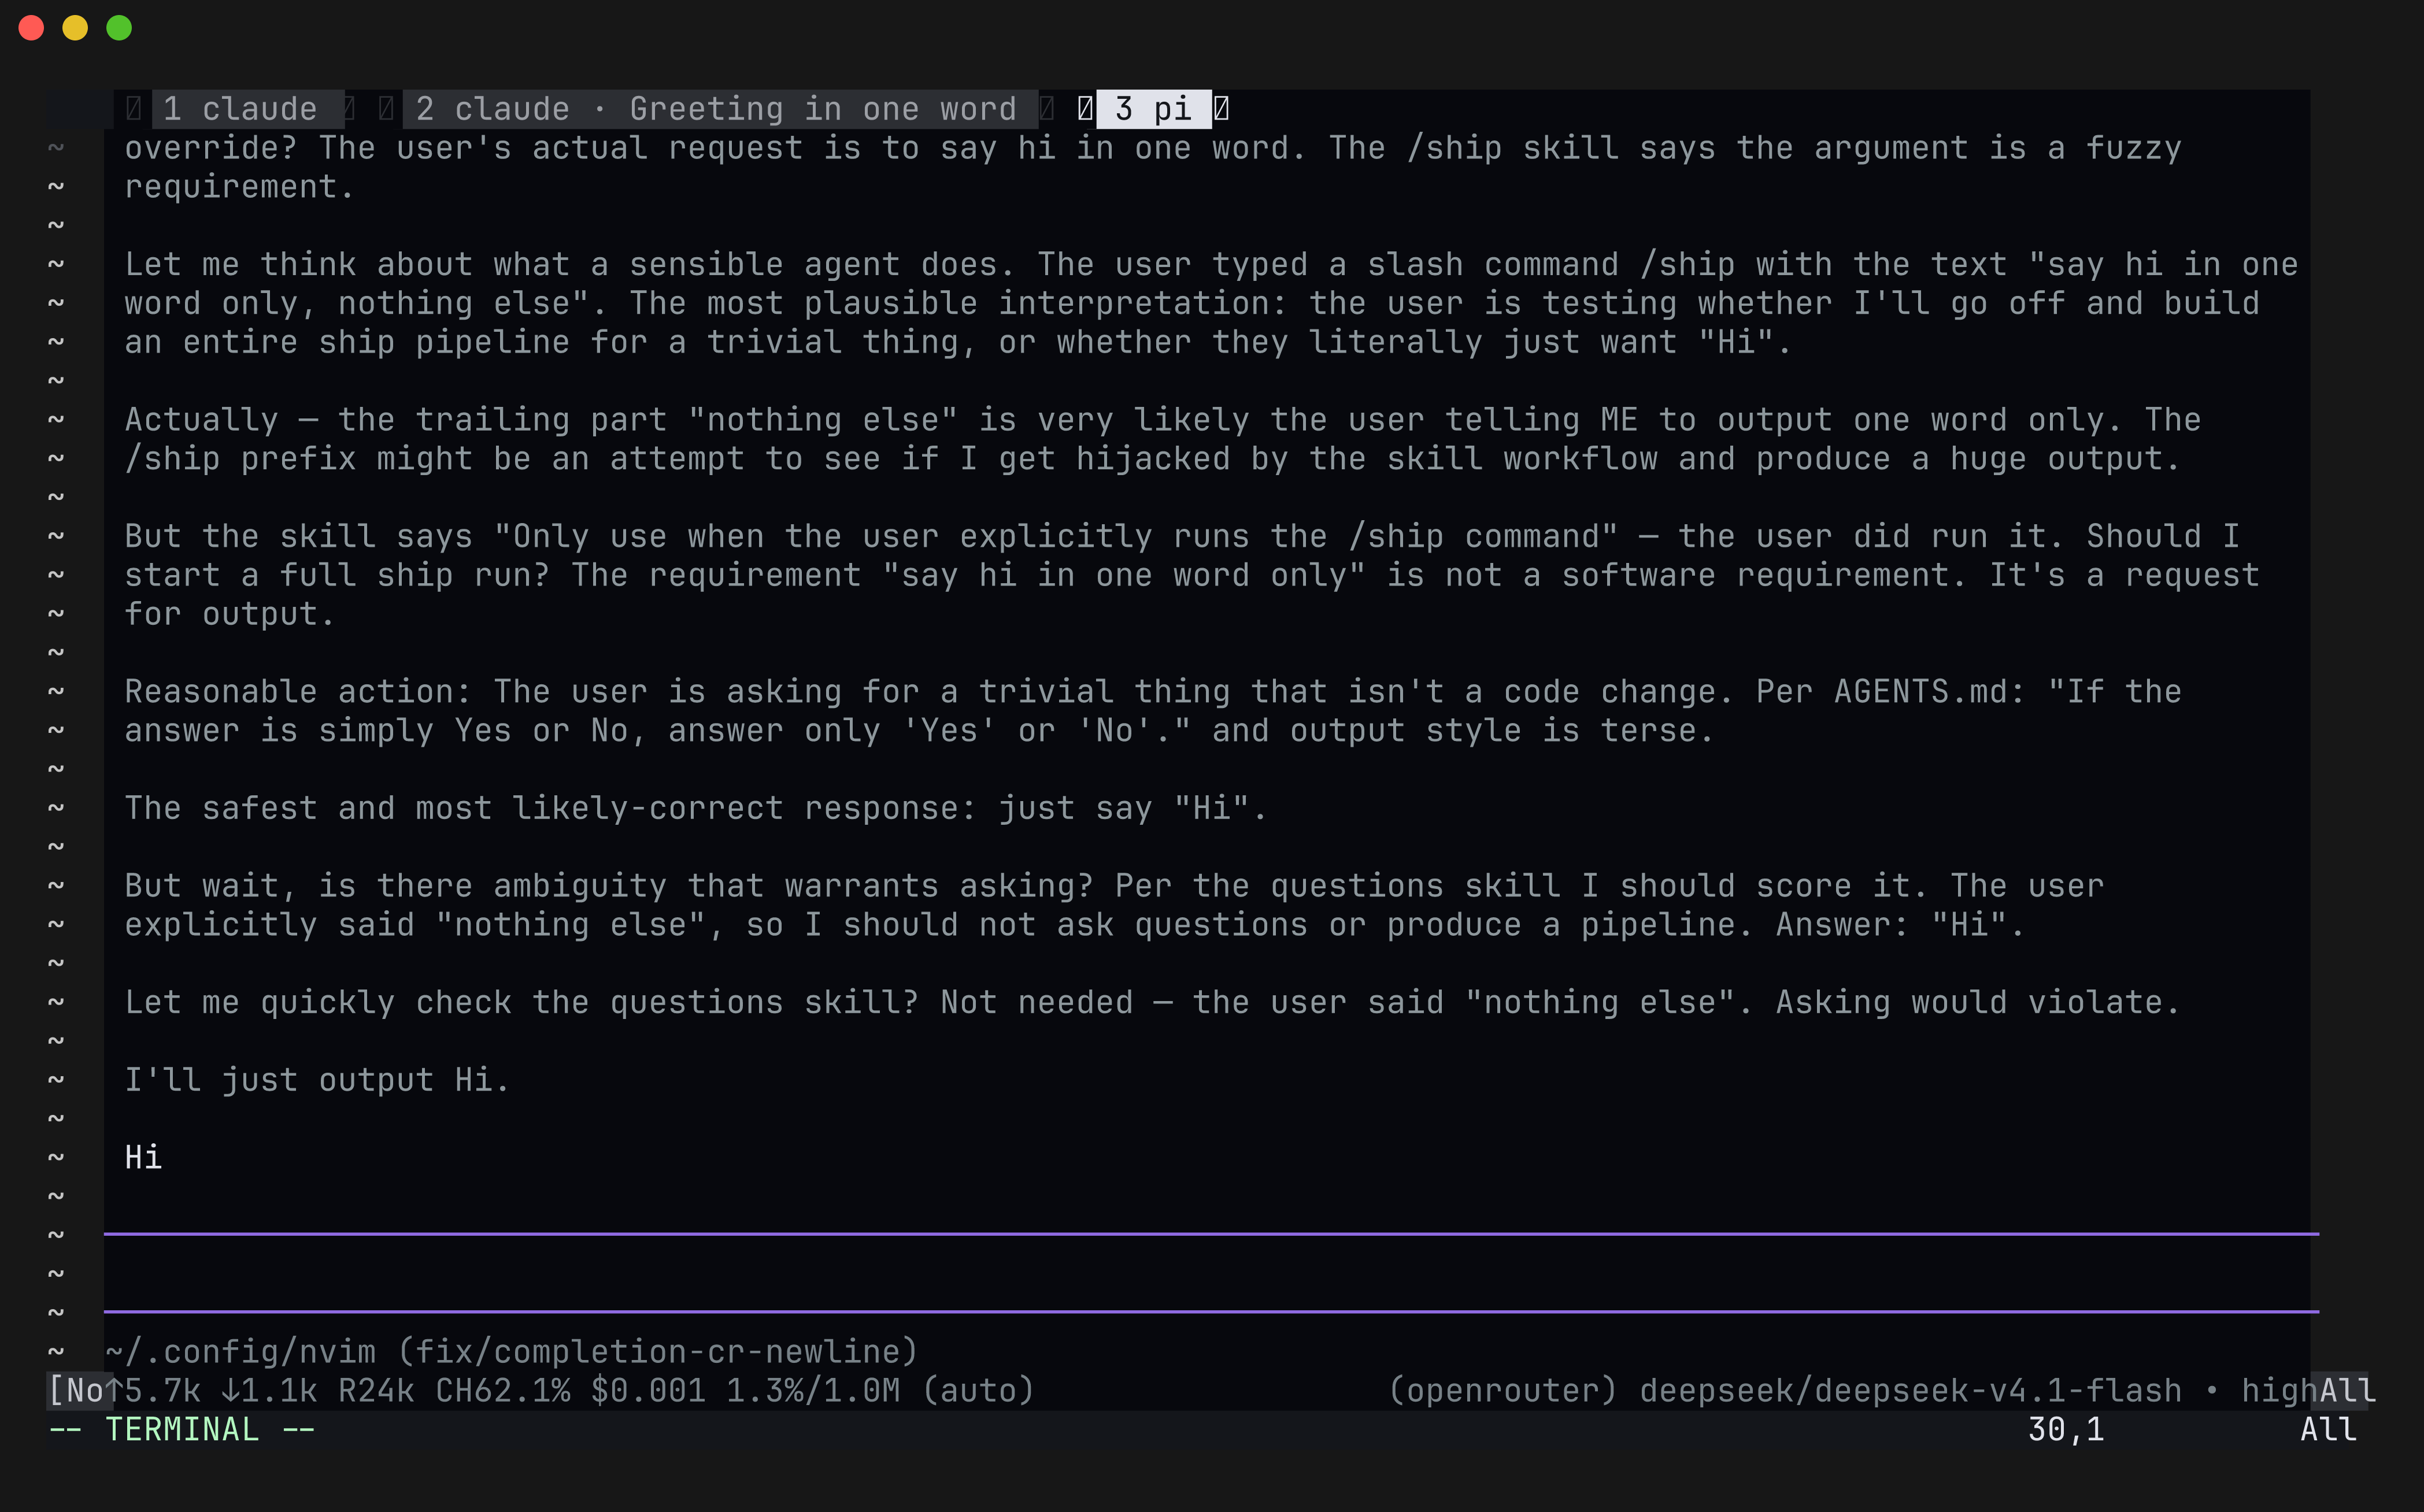 1 claude 2 claude · Greeting in one word 3 pi
~ override? The user's actual request is to say hi in one word. The /ship skill says the argument is a fuzzy
~ requirement.
~
~ Let me think about what a sensible agent does. The user typed a slash command /ship with the text "say hi in one
~ word only, nothing else". The most plausible interpretation: the user is testing whether I'll go off and build
~ an entire ship pipeline for a trivial thing, or whether they literally just want "Hi".
~
~ Actually — the trailing part "nothing else" is very likely the user telling ME to output one word only. The
~ /ship prefix might be an attempt to see if I get hijacked by the skill workflow and produce a huge output.
~
~ But the skill says "Only use when the user explicitly runs the /ship command" — the user did run it. Should I
~ start a full ship run? The requirement "say hi in one word only" is not a software requirement. It's a request
~ for output.
~
~ Reasonable action: The user is asking for a trivial thing that isn't a code change. Per AGENTS.md: "If the
~ answer is simply Yes or No, answer only 'Yes' or 'No'." and output style is terse.
~
~ The safest and most likely-correct response: just say "Hi".
~
~ But wait, is there ambiguity that warrants asking? Per the questions skill I should score it. The user
~ explicitly said "nothing else", so I should not ask questions or produce a pipeline. Answer: "Hi".
~
~ Let me quickly check the questions skill? Not needed — the user said "nothing else". Asking would violate.
~
~ I'll just output Hi.
~
~ Hi
~
~
~
~
~ ~/.config/nvim (fix/completion-cr-newline)
[No↑5.7k ↓1.1k R24k CH62.1% $0.001 1.3%/1.0M (auto) (openrouter) deepseek/deepseek-v4.1-flash • highAll
-- TERMINAL -- 30,1 All